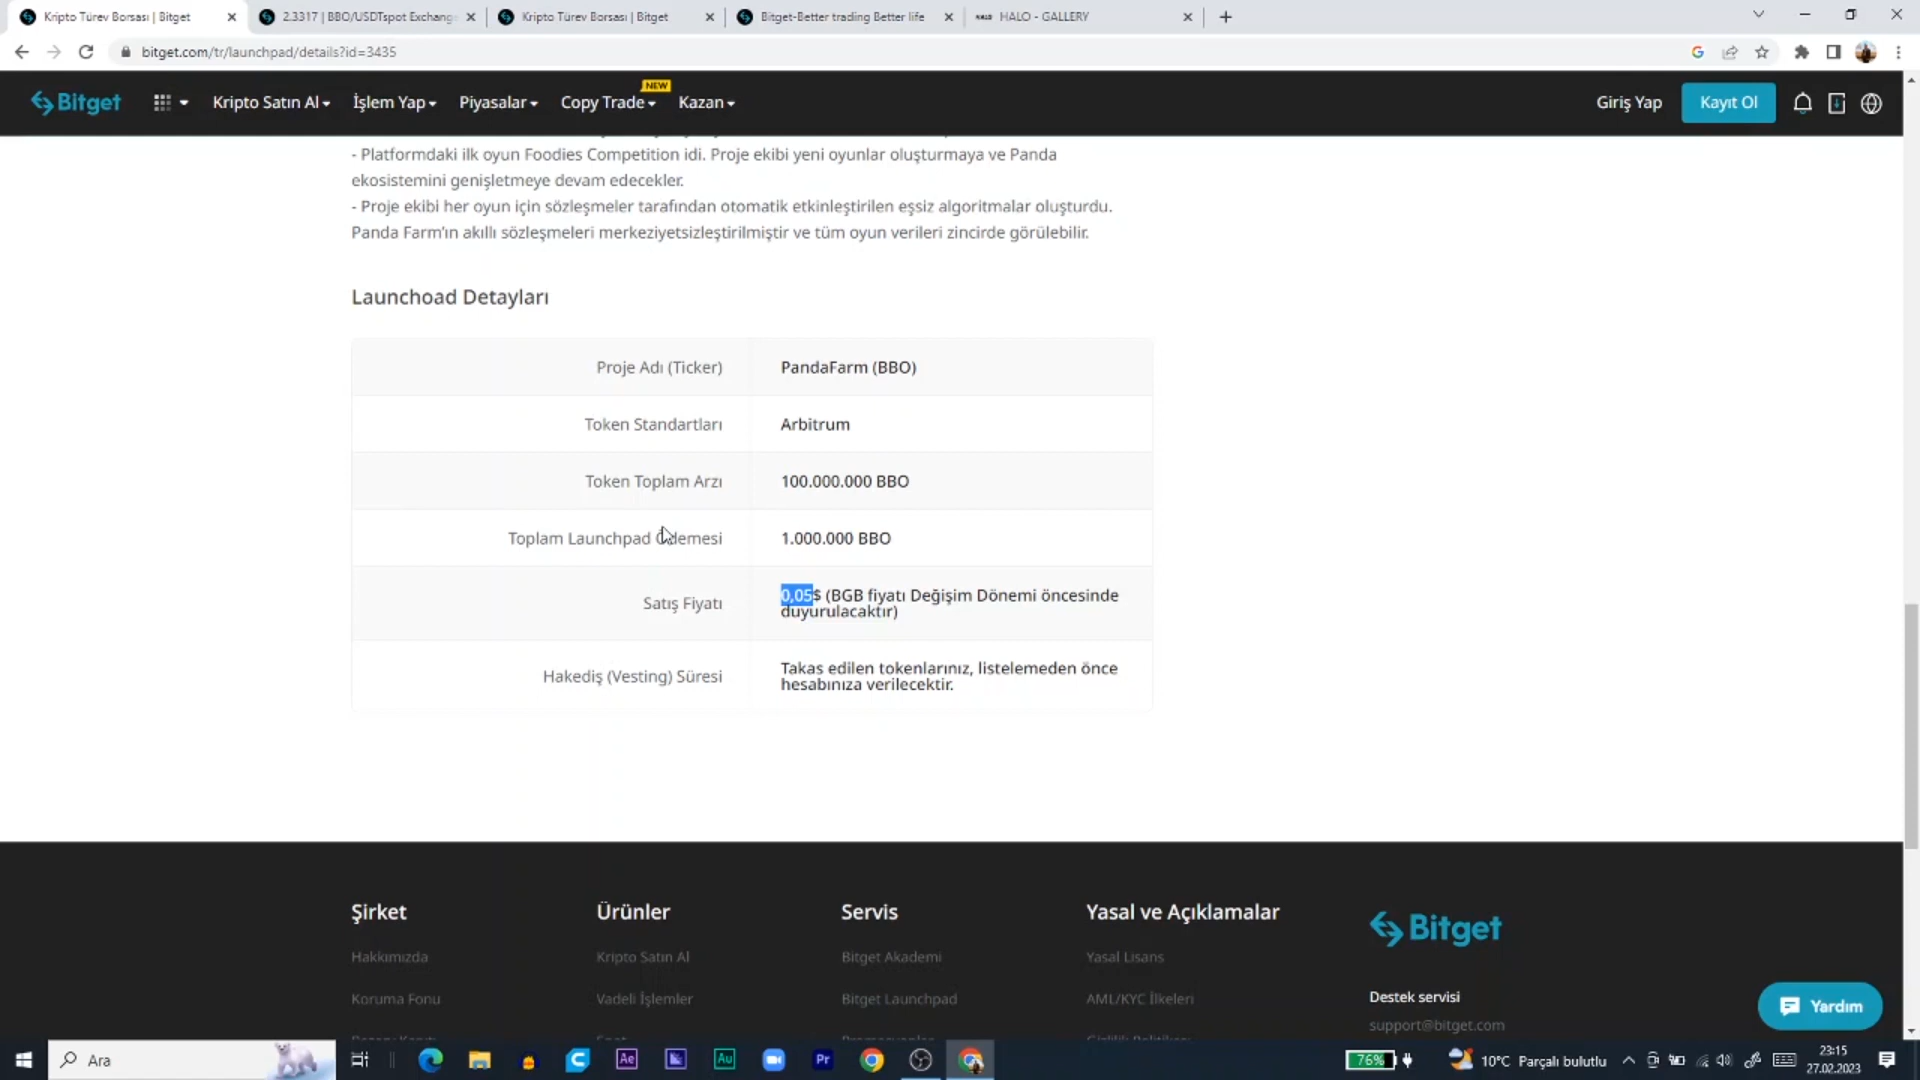 Kripto Türev Borsası | Bitget
2.3317 | BBO/USDTspot Exchang
Kripto Türev Borsası | Bitget
Bitget-Better trading Better life
HALO HALO - GALLERY
bitget.com/tr/launchpad/details?id=3435
Bitget
Kripto Satın Al
İşlem Yap
Piyasalar
Copy Trade
NEW
Kazan
Giriş Yap
Kayıt Ol
- Platformdaki ilk oyun Foodies Competition idi. Proje ekibi yeni oyunlar oluşturmaya ve Panda
ekosistemini genişletmeye devam edecekler.
- Proje ekibi her oyun için sözleşmeler tarafından otomatik etkinleştirilen eşsiz algoritmalar oluşturdu.
Panda Farm'ın akıllı sözleşmeleri merkeziyetsizleştirilmiştir ve tüm oyun verileri zincirde görülebilir.
Launchoad Detayları
Proje Adı (Ticker) PandaFarm (BBO)
Token Standartları Arbitrum
Token Toplam Arzı 100.000.000 BBO
Toplam Launchpad Ödemesi 1.000.000 BBO
Satış Fiyatı 0,05$ (BGB fiyatı Değişim Dönemi öncesinde
duyurulacaktır)
Hakediş (Vesting) Süresi Takas edilen tokenlarınız, listelemeden önce
hesabınıza verilecektir.
Şirket
Hakkımızda
Koruma Fonu
Ürünler
Kripto Satın Al
Vadeli İşlemler
Servis
Bitget Akademi
Bitget Launchpad
Yasal ve Açıklamalar
Yasal Lisans
AML/KYC İlkeleri
Bitget
Destek servisi
support@bitget.com
Yardım
Ara
Ae
Au
Pr
76%
10°C Parçalı bulutlu
23:15
27.02.2023